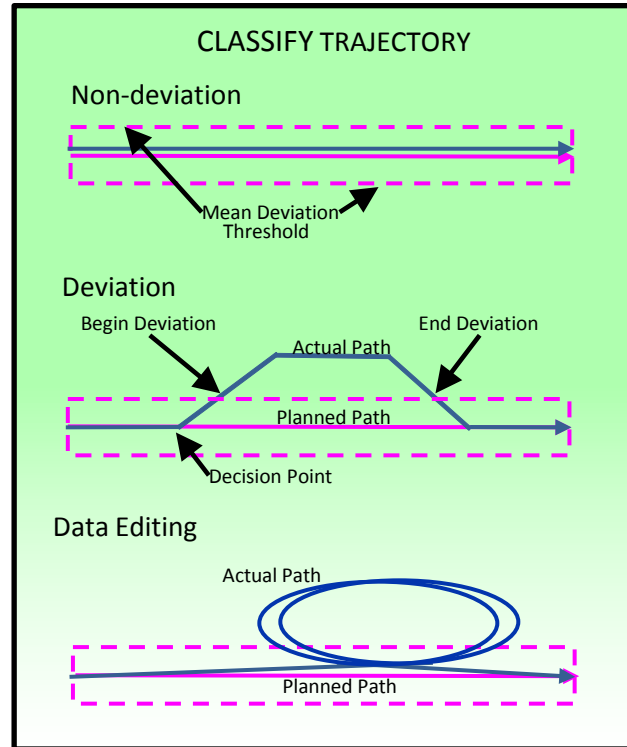 CLASSIFY TRAJECTORY
Non-deviation
Mean Deviation
Threshold
Deviation
Begin Deviation
End Deviation
Actual Path
Planned Path
Decision Point
Data Editing
Actual Path
Planned Path